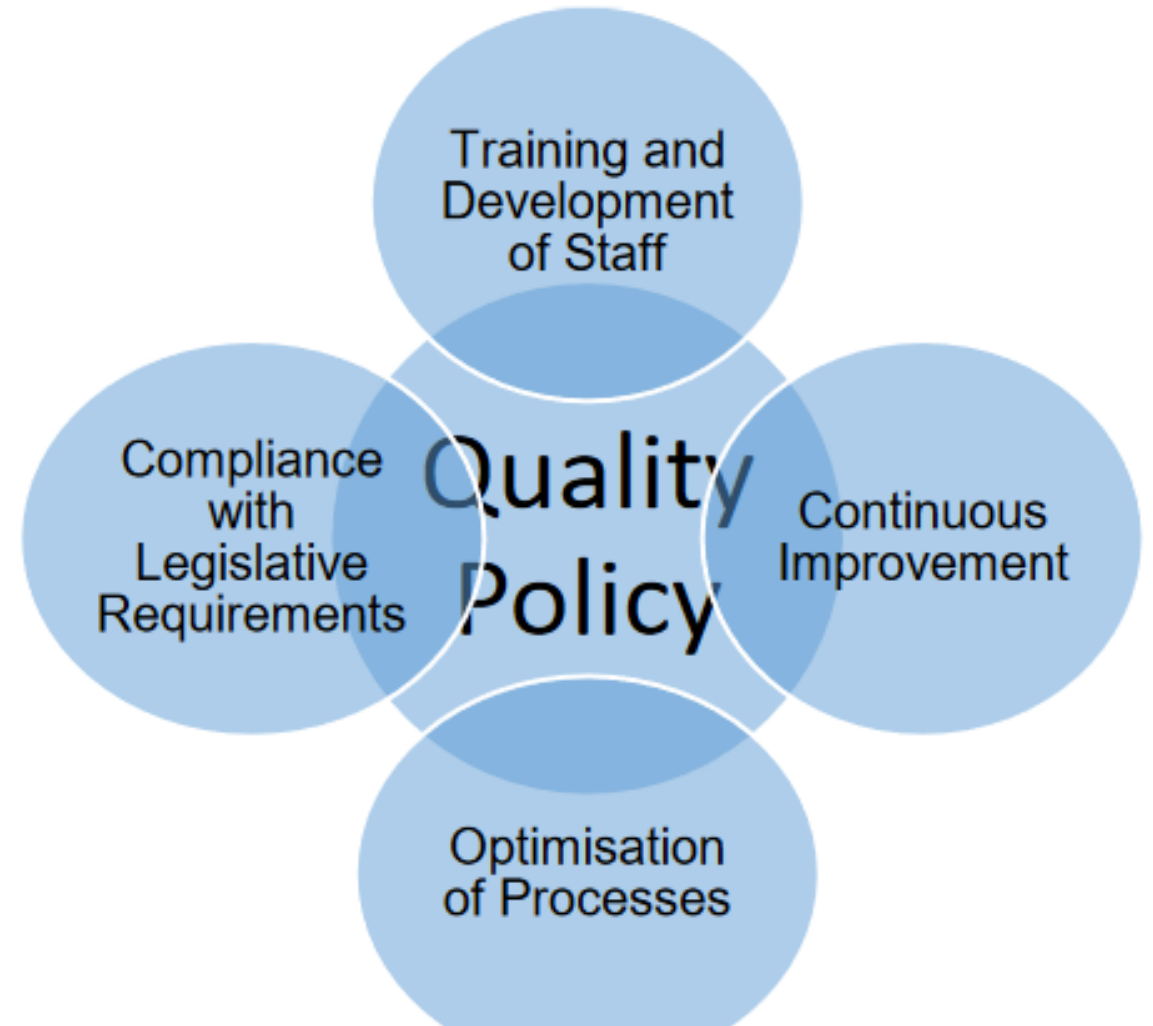 Training and
Development
of Staff
Compliance
with
Legislative
Requirements
Quality
Policy
Continuous
Improvement
Optimisation
of Processes